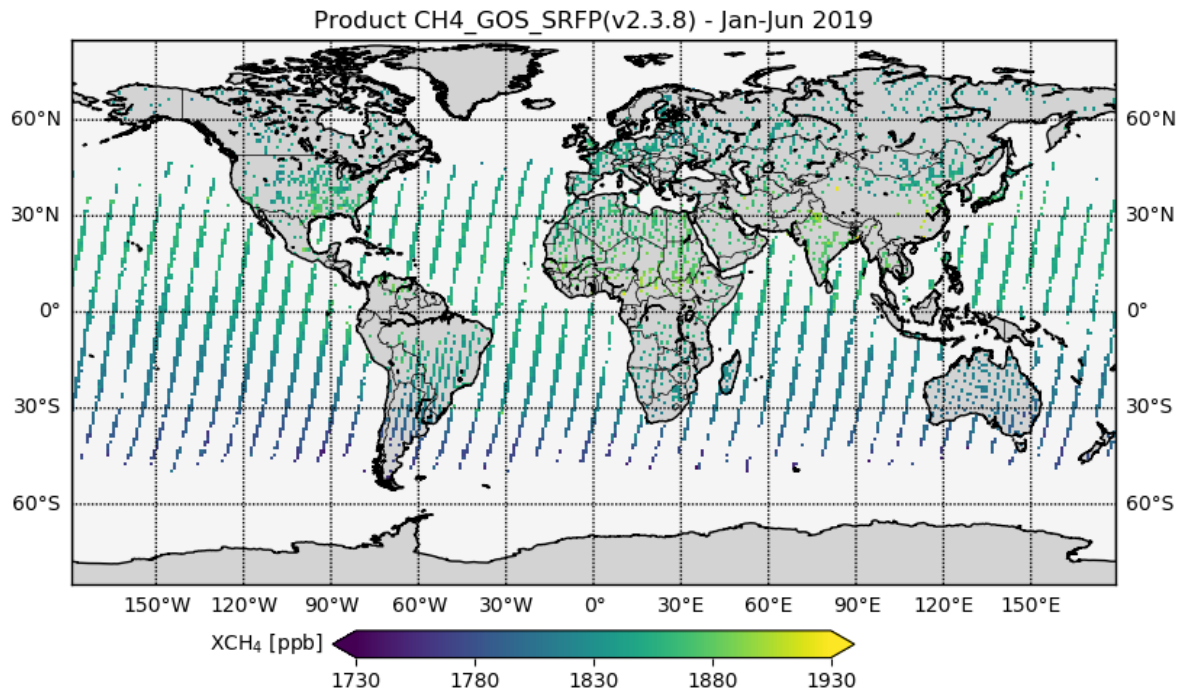 Product CH4_GOS_SRFP(v2.3.8) - Jan-Jun 2019
60°N 60°N
30°N 30°N
0° 0°
30°S 30°S
60°S 60°S
150°W 120°W 90°W 60°W 30°W 0° 30°E 60°E 90°E 120°E 150°E
XCH₄ [ppb]
1730 1780 1830 1880 1930